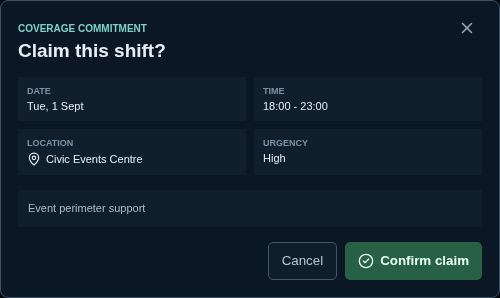 COVERAGE COMMITMENT
Claim this shift?
DATE
Tue, 1 Sept
TIME
18:00 - 23:00
LOCATION
Civic Events Centre
URGENCY
High
Event perimeter support
Cancel
Confirm claim